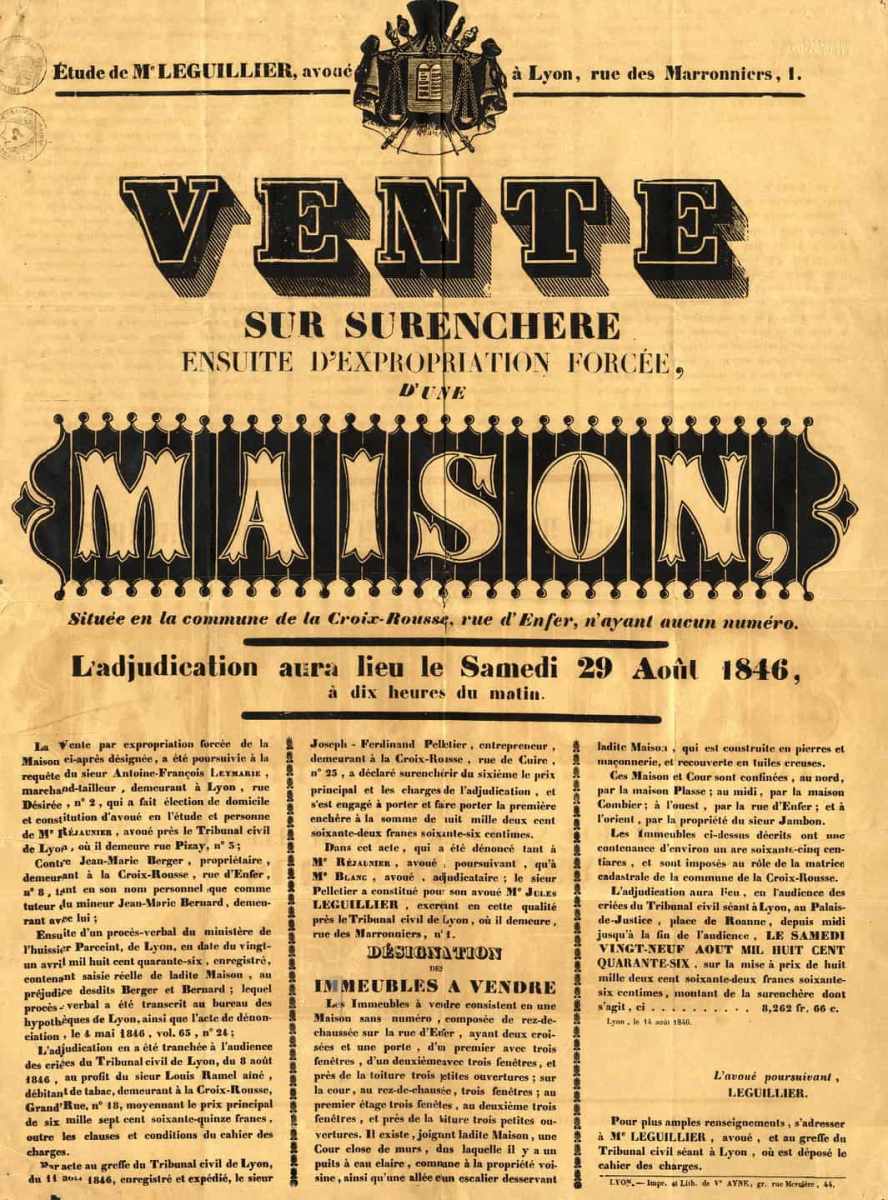 Étude de Me LEGUILLIER, avoué à Lyon, rue des Marronniers, 1.
VENTE
SUR SURENCHERE
ENSUITE D'EXPROPRIATION FORCÉE,
D'UNE
MAISON,
Située en la commune de la Croix-Rousse, rue d'Enfer, n'ayant aucun numéro.
L'adjudication aura lieu le Samedi 29 Août 1846,
à dix heures du matin.
La Vente par expropriation forcée de la
Maison ci-après désignée, a été poursuivie à la
requête du sieur Antoine-François LEYMARIE,
marchand-tailleur, demeurant à Lyon, rue
Désirée, n° 2, qui a fait élection de domicile
et constitution d'avoué en l'étude et personne
de Me RÉJAUNIER, avoué près le Tribunal civil
de Lyon, où il demeure rue Pizay, n° 5;
Contre Jean-Marie Berger, propriétaire,
demeurant à la Croix-Rousse, rue d'Enfer,
n° 8, tant en son nom personnel que comme
tuteur du mineur Jean-Marie Bernard, demeu-
rant avec lui;
Ensuite d'un procès-verbal du ministère de
l'huissier Parceint, de Lyon, en date du vingt-
un avril mil huit cent quarante-six, enregistré,
contenant saisie réelle de ladite Maison, au
préjudice desdits Berger et Bernard; lequel
procès-verbal a été transcrit au bureau des
hypothèques de Lyon, ainsi que l'acte de dénon-
ciation, le 4 mai 1846, vol. 65, n° 24;
L'adjudication en a été tranchée à l'audience
des criées du Tribunal civil de Lyon, du 8 août
1846, au profit du sieur Louis Ramel aîné,
débitant de tabac, demeurant à la Croix-Rousse,
Grand'Rue, n° 18, moyennant le prix principal
de six mille sept cent soixante-quinze francs,
outre les clauses et conditions du cahier des
charges.
Par acte au greffe du Tribunal civil de Lyon,
du 11 août 1846, enregistré et expédié, le sieur
Joseph-Ferdinand Pelletier, entrepreneur,
demeurant à la Croix-Rousse, rue de Cuire,
n° 25, a déclaré surenchérir du sixième le prix
principal et les charges de l'adjudication, et
s'est engagé à porter et faire porter la première
enchère à la somme de huit mille deux cent
soixante-deux francs soixante-six centimes.
Dans cet acte, qui a été dénoncé tant à
Me RÉJAUNIER, avoué poursuivant, qu'à
Me BLANC, avoué, adjudicataire; le sieur
Pelletier a constitué pour son avoué Me JULES
LEGUILLIER, exerçant en cette qualité
près le Tribunal civil de Lyon, où il demeure,
rue des Marronniers, n° 1.
DÉSIGNATION
DES
IMMEUBLES A VENDRE
Les Immeubles à vendre consistent en une
Maison sans numéro, composée de rez-de-
chaussée sur la rue d'Enfer, ayant deux croi-
sées et une porte, d'un premier avec trois
fenêtres, d'un deuxième avec trois fenêtres, et
près de la toiture trois petites ouvertures; sur
la cour, au rez-de-chausée, trois fenêtres; au
premier étage trois fenêtes, au deuxième trois
fenêtres, et près de la toiture trois petites ou-
vertures. Il existe, joignant ladite Maison, une
Cour close de murs, dans laquelle il y a un
puits à eau claire, commune à la propriété voi-
sine, ainsi qu'une allée et un escalier desservant
ladite Maison, qui est construite en pierres et
maçonnerie, et recouverte en tuiles creuses.
Ces Maison et Cour sont confinées, au nord,
par la maison Plasse; au midi, par la maison
Combier; à l'ouest, par la rue d'Enfer; et à
l'orient, par la propriété du sieur Jambon.
Les Immeubles ci-dessus décrits ont une
contenance d'environ un are soixante-cinq cen-
tiares, et sont imposés au rôle de la matrice
cadastrale de la commune de la Croix-Rousse.
L'adjudication aura lieu, en l'audience des
criées du Tribunal civil séant à Lyon, au Palais-
de-Justice, place de Roanne, depuis midi
jusqu'à la fin de l'audience, LE SAMEDI
VINGT-NEUF AOUT MIL HUIT CENT
QUARANTE-SIX, sur la mise à prix de huit
mille deux cent soixante-deux francs soixante-
six centimes, montant de la surenchère dont
s'agit, ci . . . . . . . . . . 8,262 fr. 66 c.
Lyon, le 14 août 1846.
L'avoué poursuivant,
LEGUILLIER.
Pour plus amples renseignements, s'adresser
à Me LEGUILLIER, avoué, et au greffe du
Tribunal civil séant à Lyon, où est déposé le
cahier des charges.
LYON.—Impr. et Lith. de Ve AYNE, gr. rue Mercière, 44.